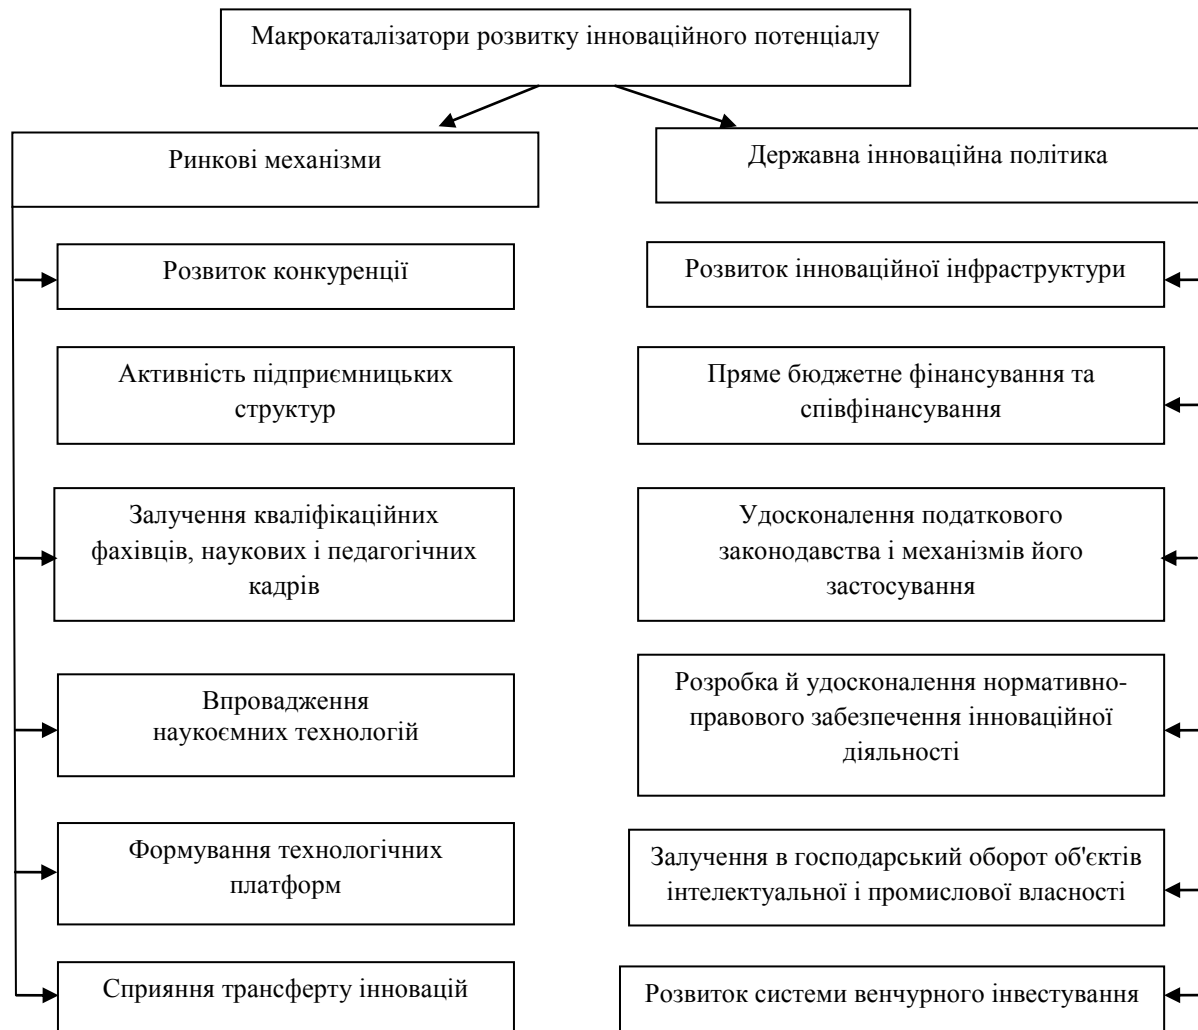 Макрокаталізатори розвитку інноваційного потенціалу
Ринкові механізми
Державна інноваційна політика
Розвиток конкуренції
Активність підприємницьких
структур
Залучення кваліфікаційних
фахівців, наукових і педагогічних
кадрів
Впровадження
наукоємних технологій
Формування технологічних
платформ
Сприяння трансферту інновацій
Розвиток інноваційної інфраструктури
Пряме бюджетне фінансування та
співфінансування
Удосконалення податкового
законодавства і механізмів його
застосування
Розробка й удосконалення нормативно-
правового забезпечення інноваційної
діяльності
Залучення в господарський оборот об'єктів
інтелектуальної і промислової власності
Розвиток системи венчурного інвестування